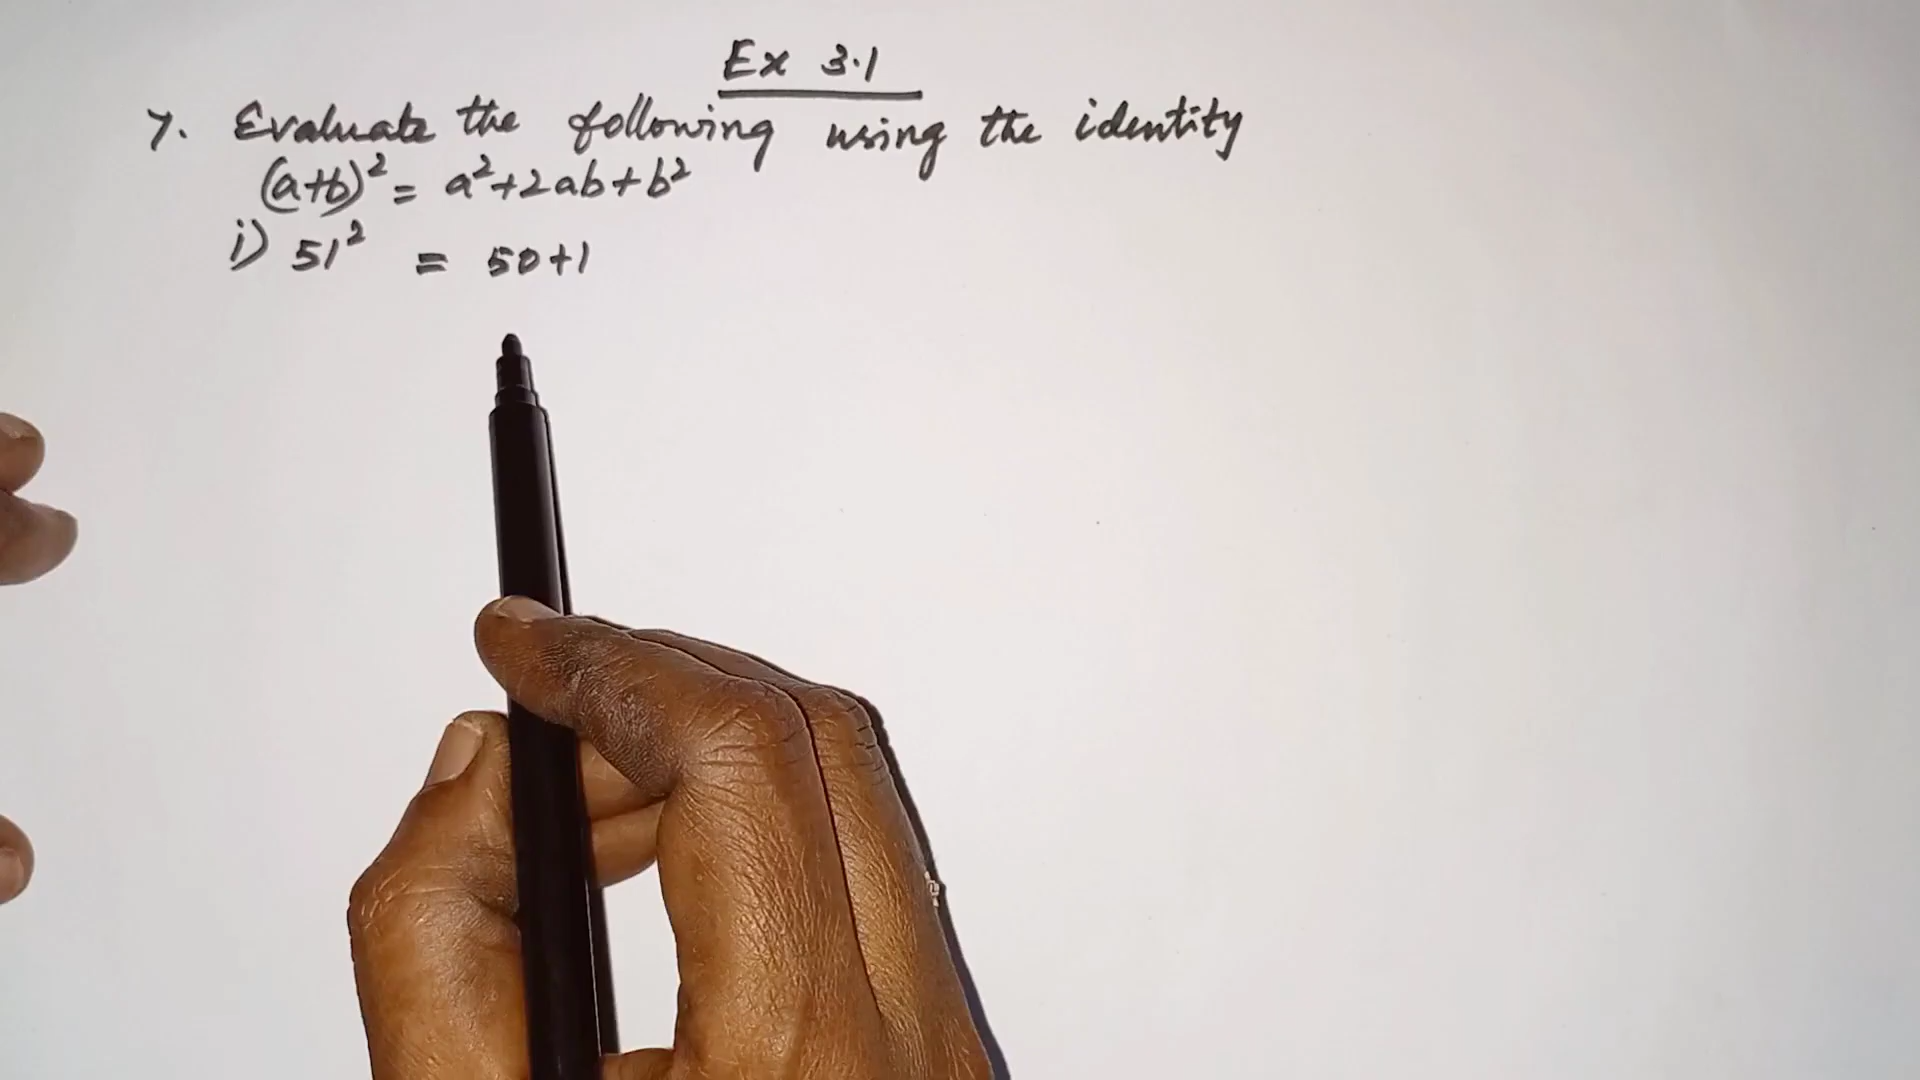 Ex 3.1
7. Evaluate the following using the identity
(a+b)² = a²+2ab+b²
i) 51² = 50+1